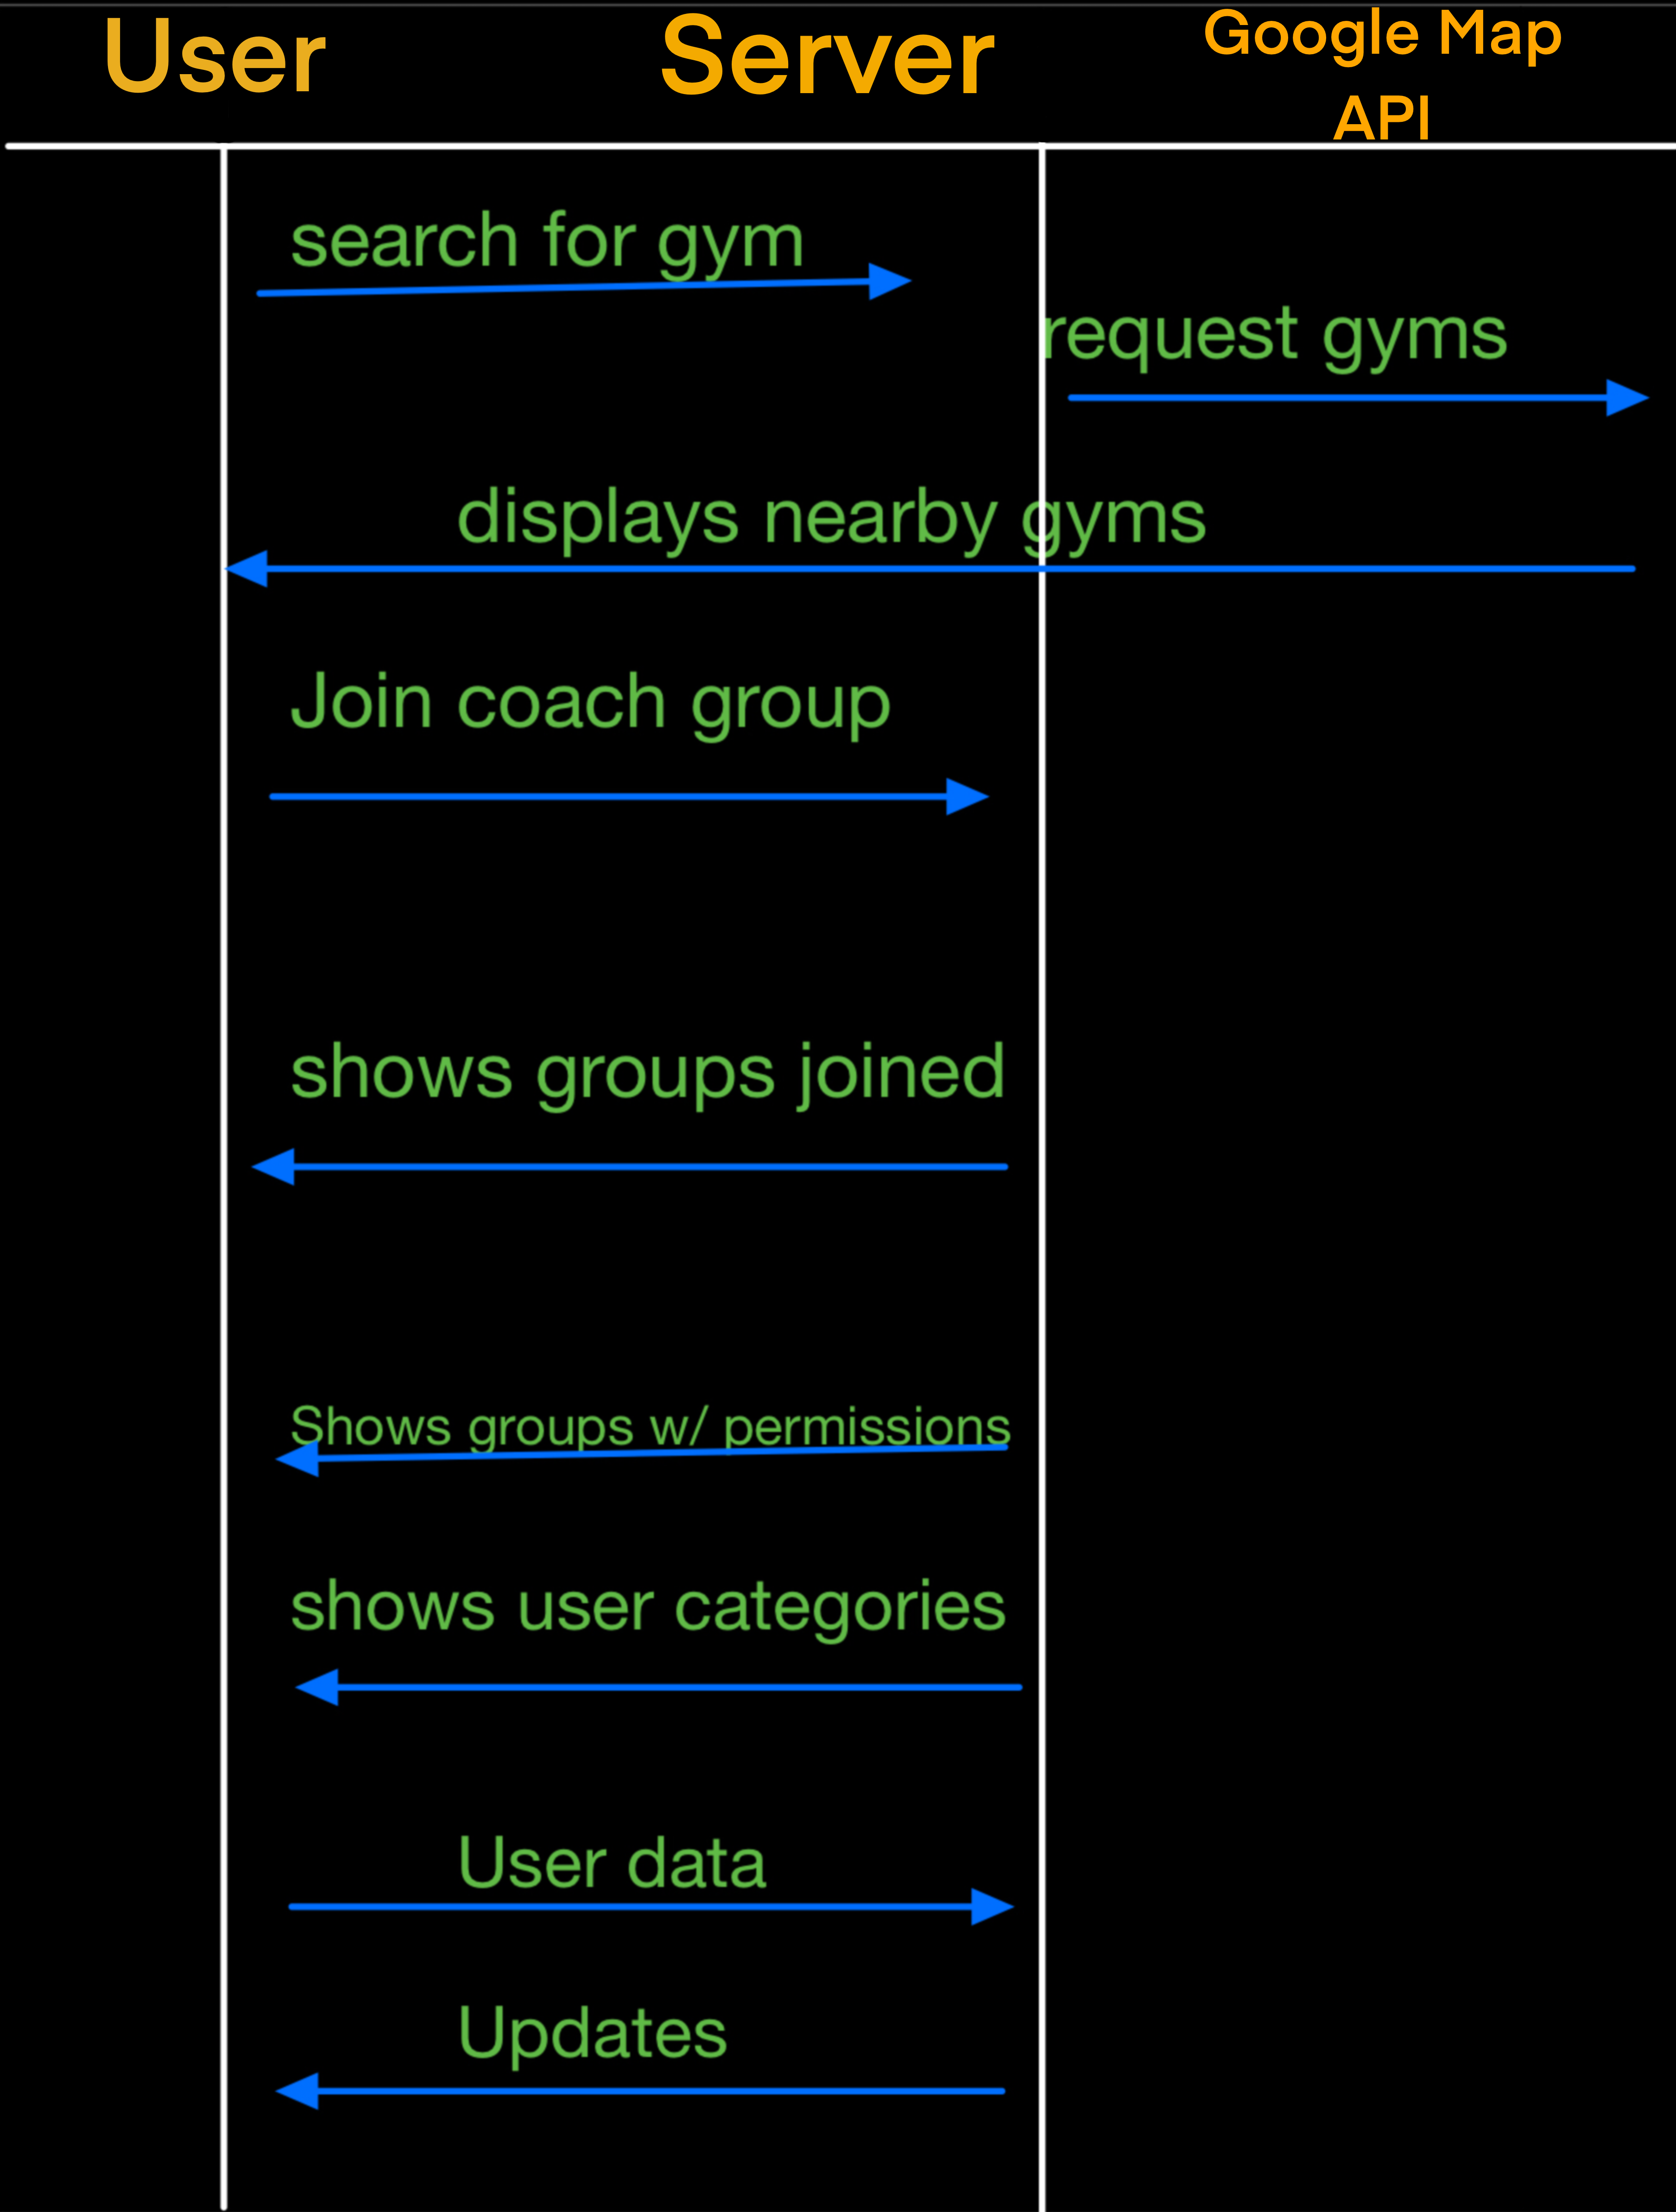 User
Server
Google Map
API
search for gym
request gyms
displays nearby gyms
Join coach group
shows groups joined
Shows groups w/ permissions
shows user categories
User data
Updates